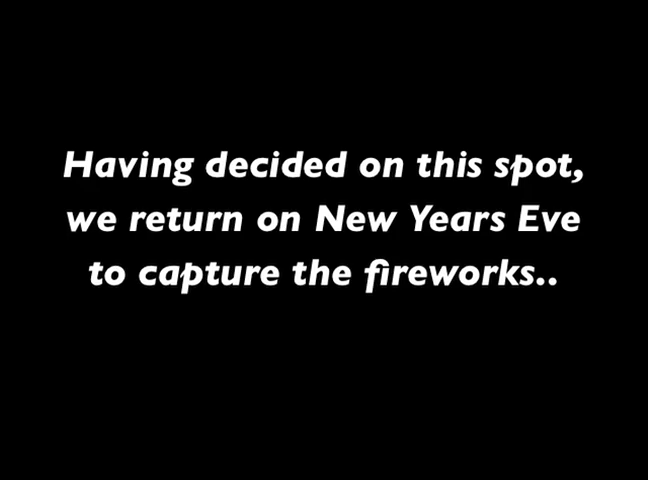 Having decided on this spot,
we return on New Years Eve
to capture the fireworks..